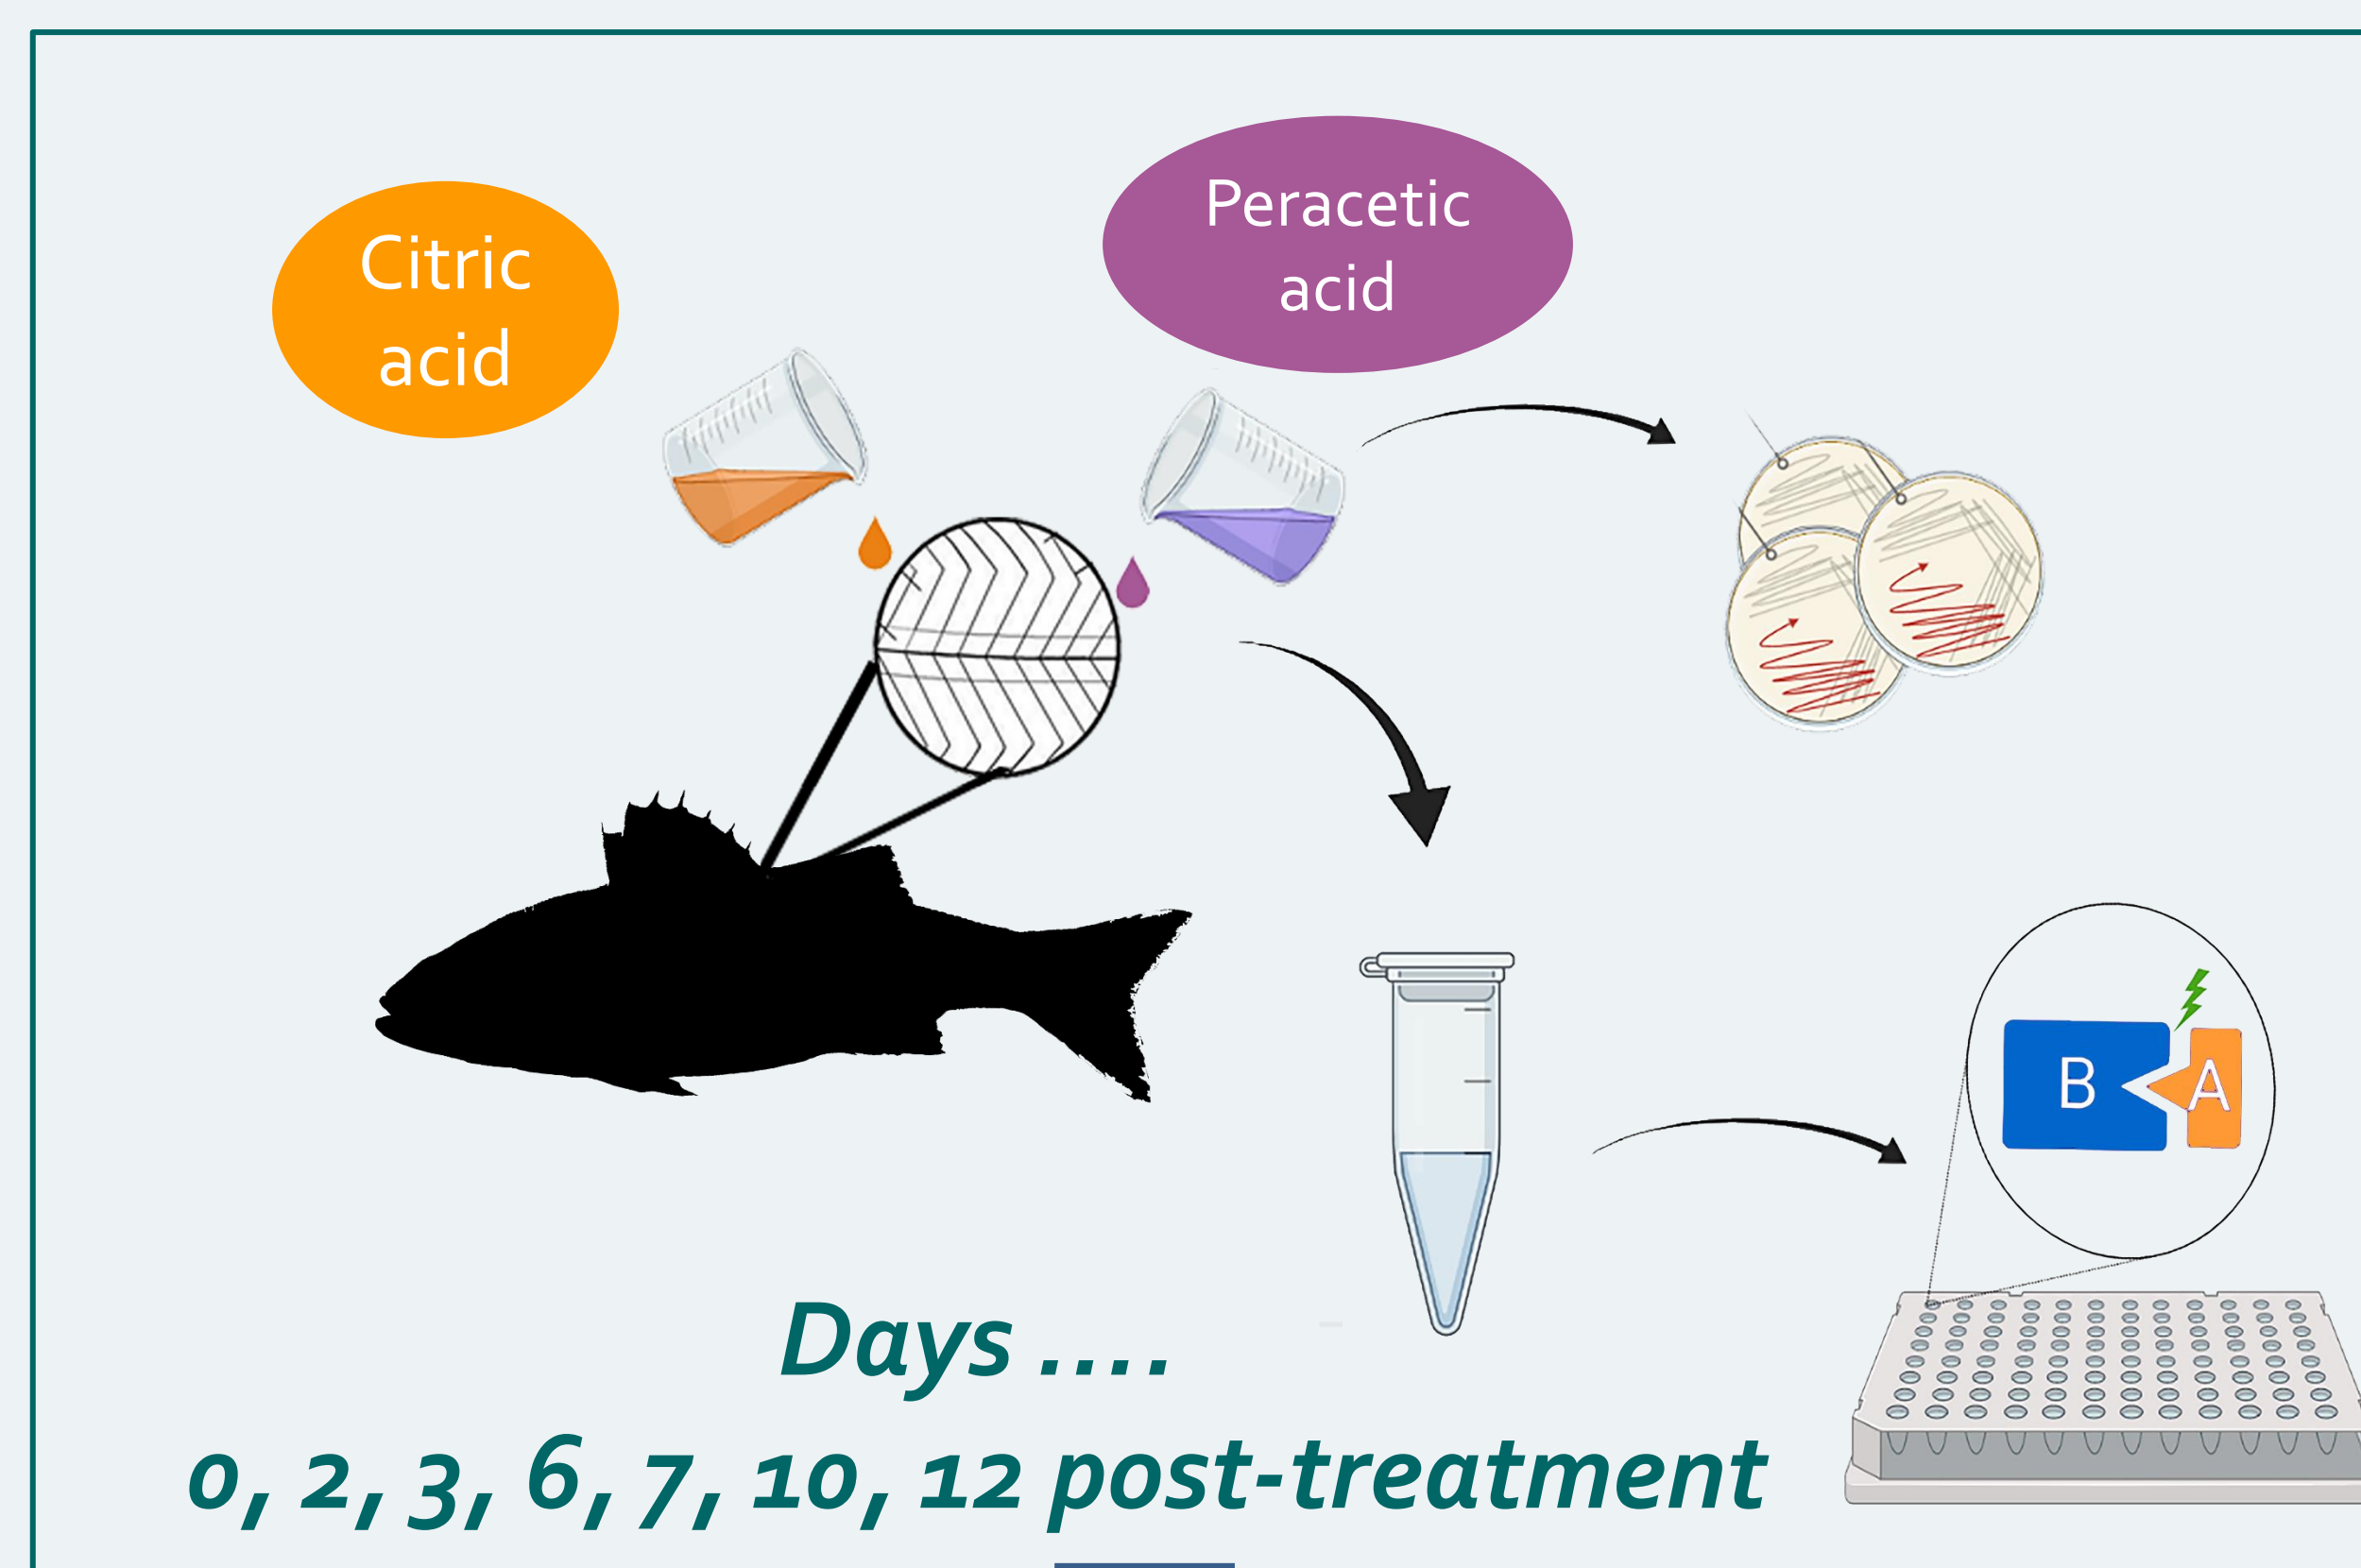 Citric
acid
Peracetic
acid
B
A
Days ....
0, 2, 3, 6, 7, 10, 12 post-treatment